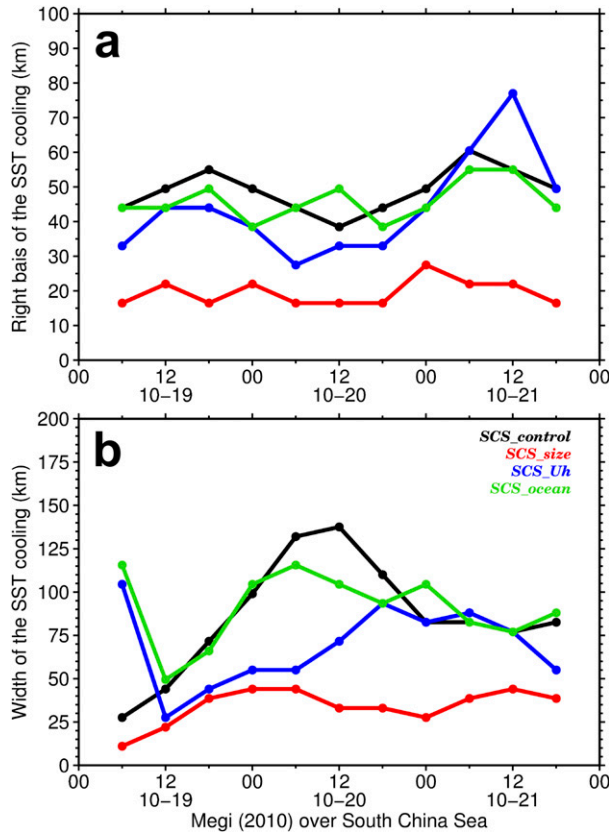 a
Right bais of the SST cooling (km)
100
90
80
70
60
50
40
30
20
10
0
00 12 00 12 00 12 00
10−19 10−20 10−21
b
Width of the SST cooling (km)
200
175
150
125
100
75
50
25
0
SCS_control
SCS_size
SCS_Uh
SCS_ocean
00 12 00 12 00 12 00
10−19 10−20 10−21
Megi (2010) over South China Sea